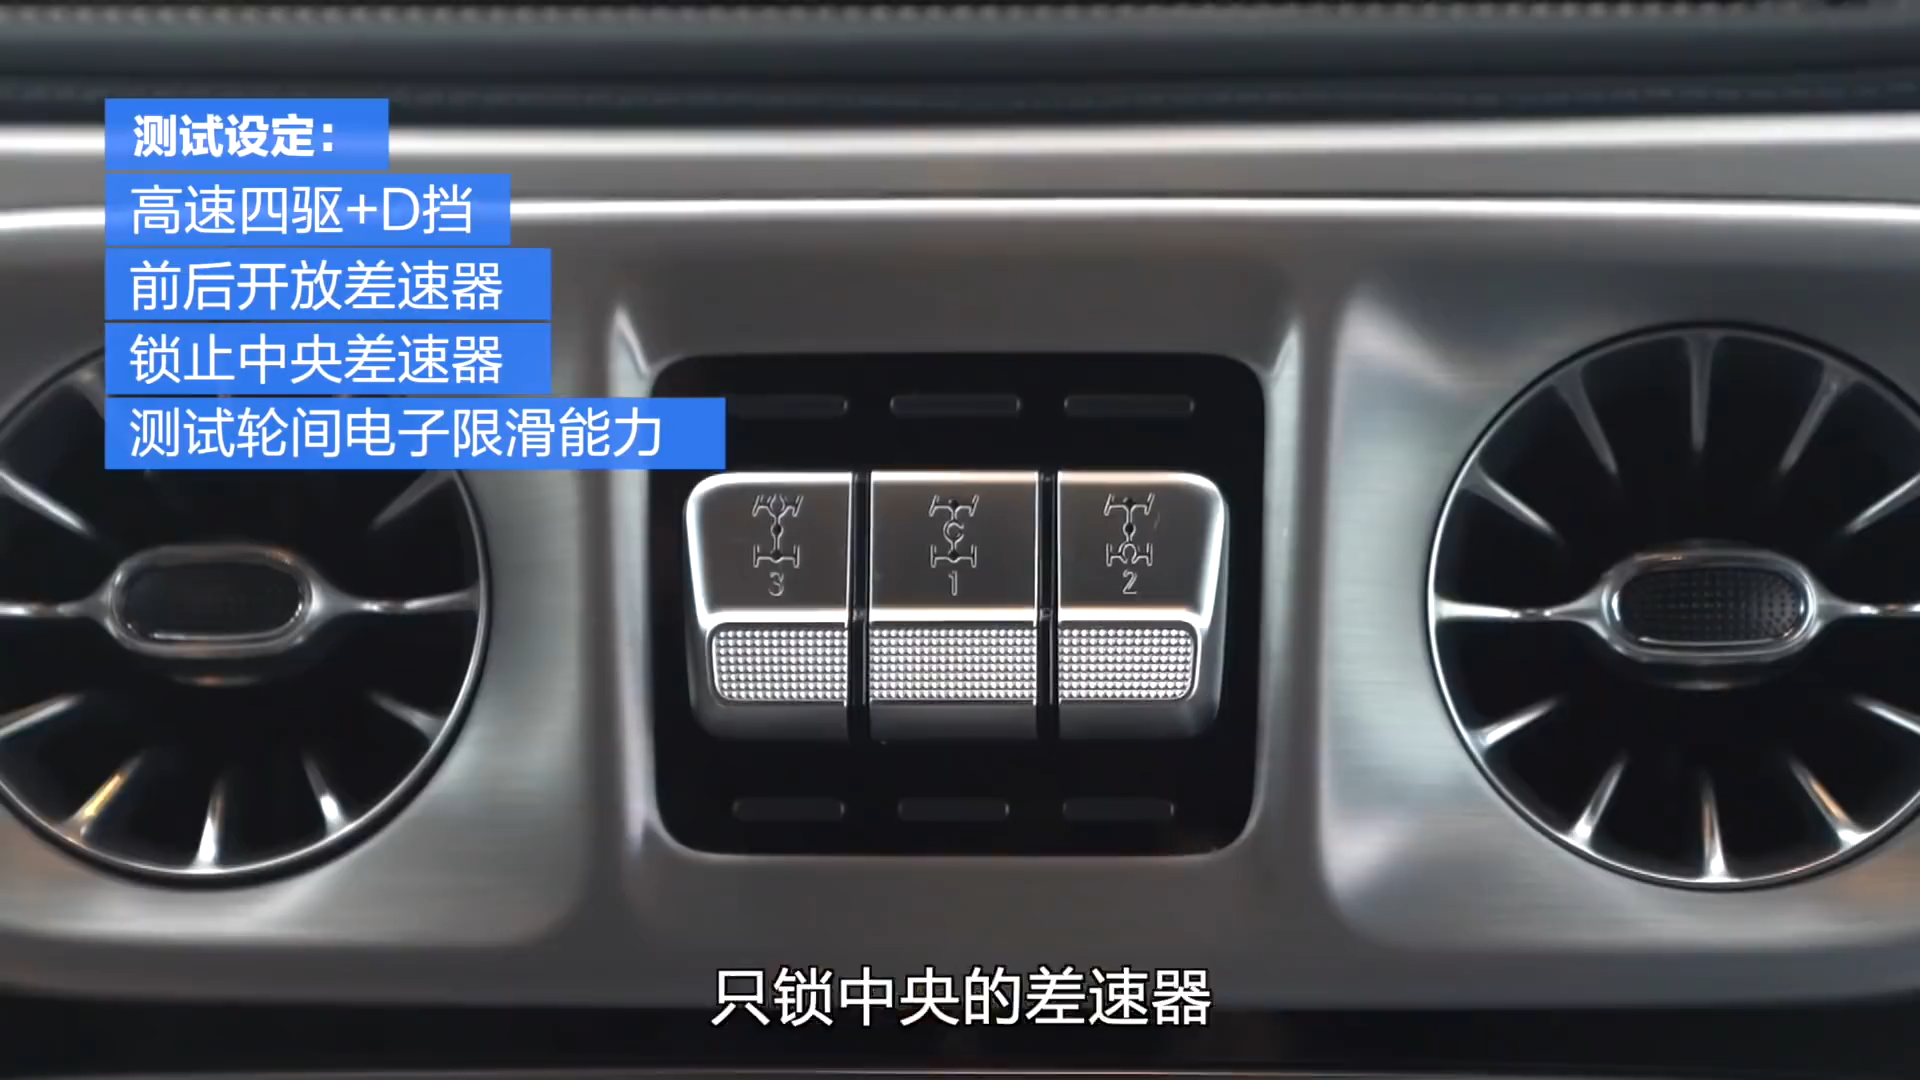 测试设定：
高速四驱+D挡
前后开放差速器
锁止中央差速器
测试轮间电子限滑能力
3 1 2
只锁中央的差速器